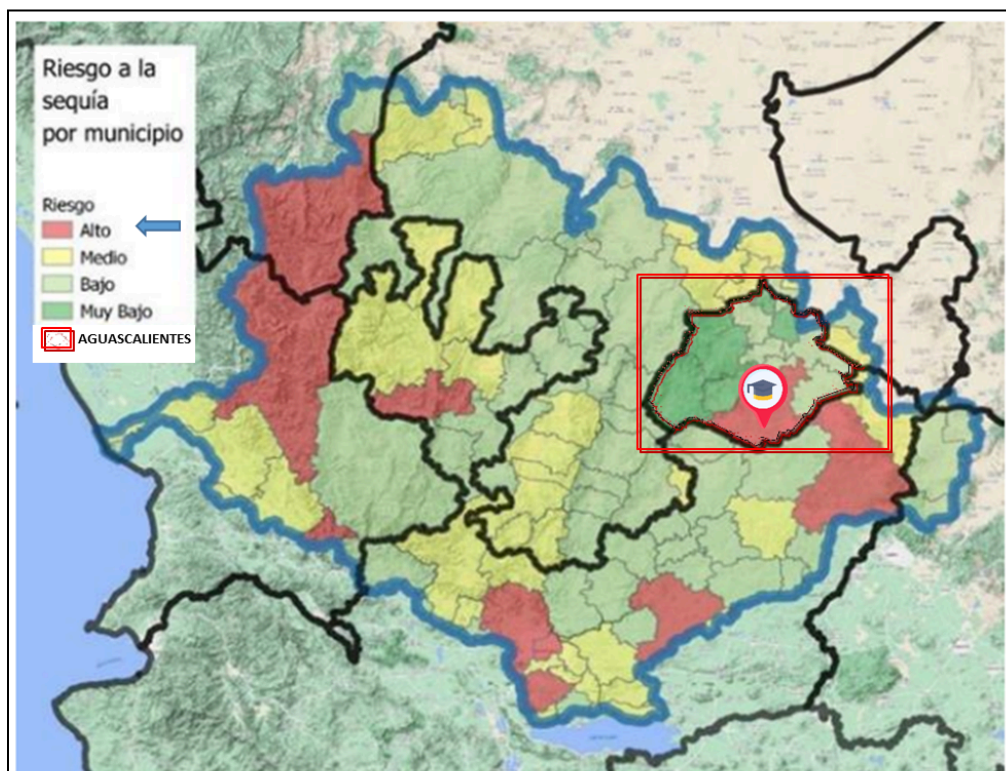 Riesgo a la
sequía
por municipio
Riesgo
Alto
Medio
Bajo
Muy Bajo
AGUASCALIENTES